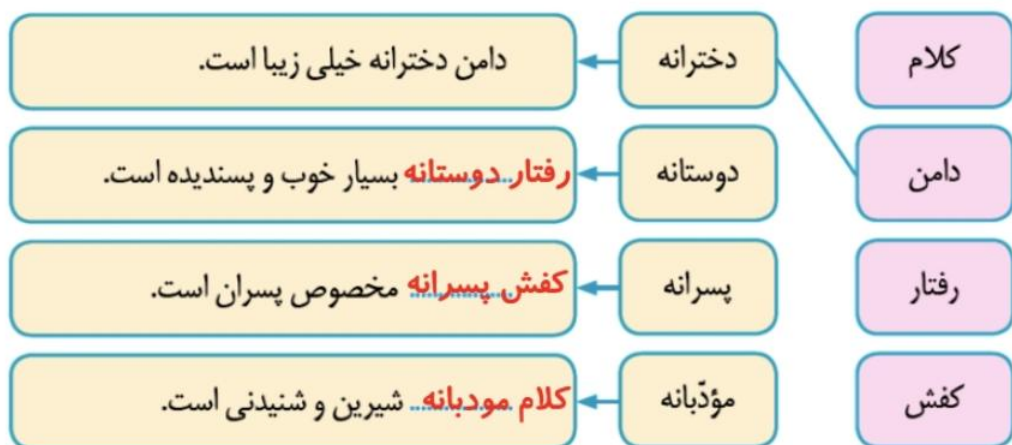 کلام دخترانه دامن دخترانه خیلی زیبا است.
دامن دوستانه رفتار دوستانه بسیار خوب و پسندیده است.
رفتار پسرانه کفش پسرانه مخصوص پسران است.
کفش مؤدّبانه کلام مودبانه شیرین و شنیدنی است.